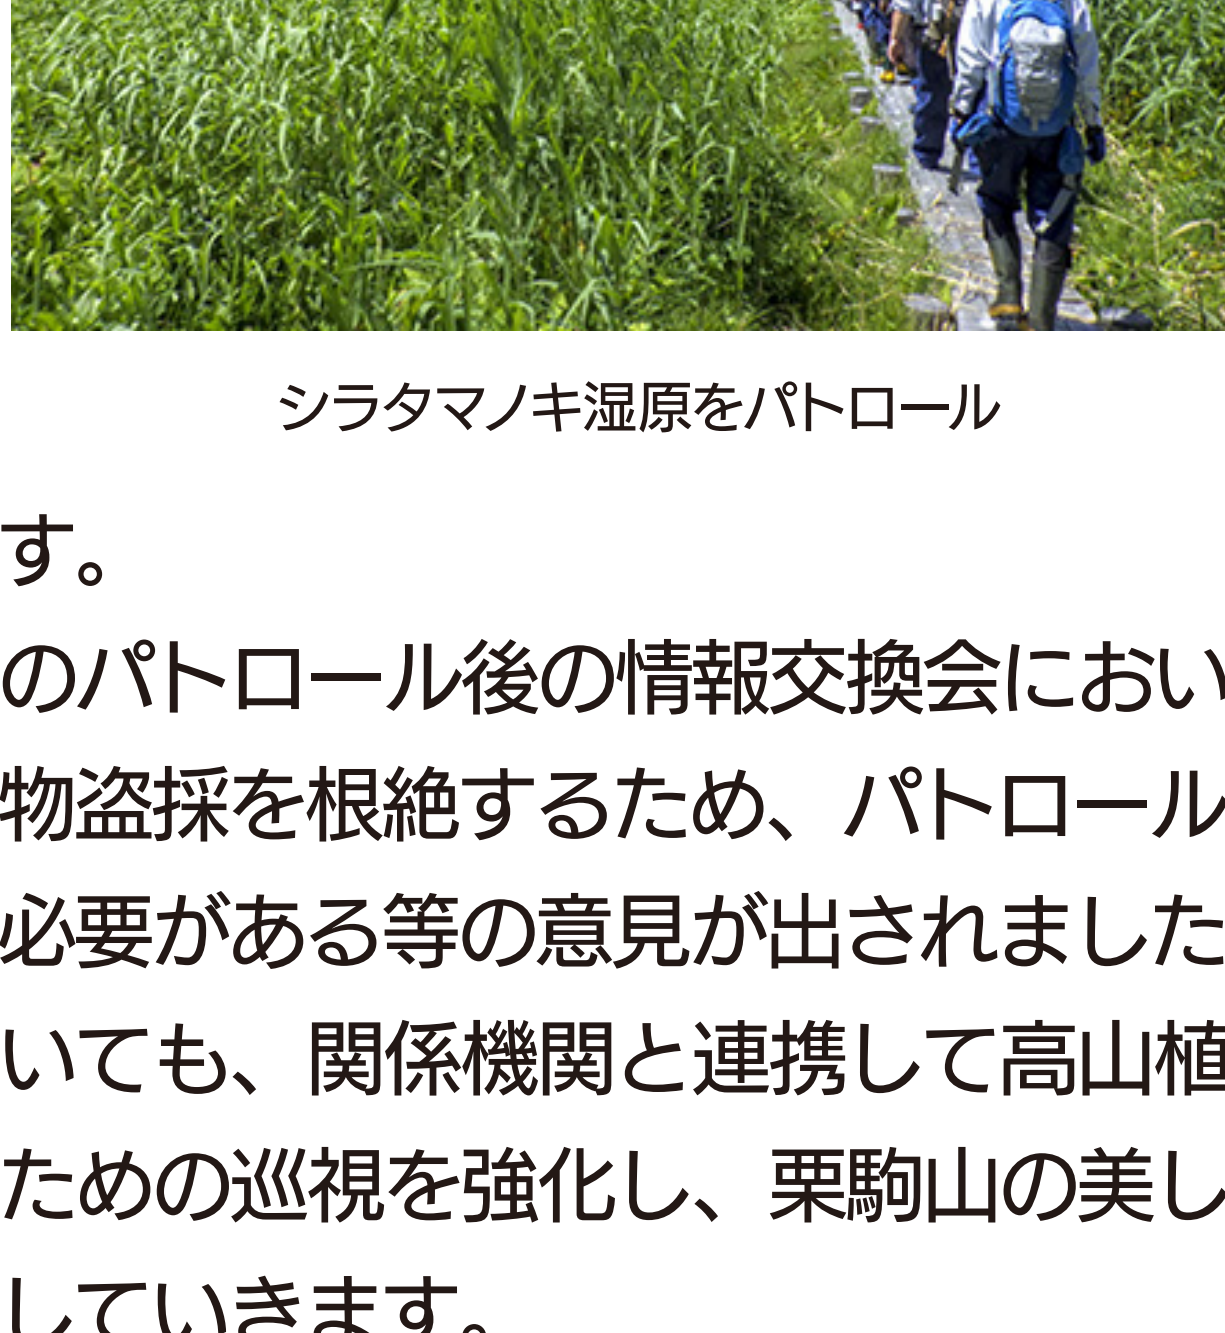 シラタマノキ湿原をパトロール
す。
のパトロール後の情報交換会におい
物盗採を根絶するため、パトロール
必要がある等の意見が出されました
いても、関係機関と連携して高山植
ための巡視を強化し、栗駒山の美し
していきます。